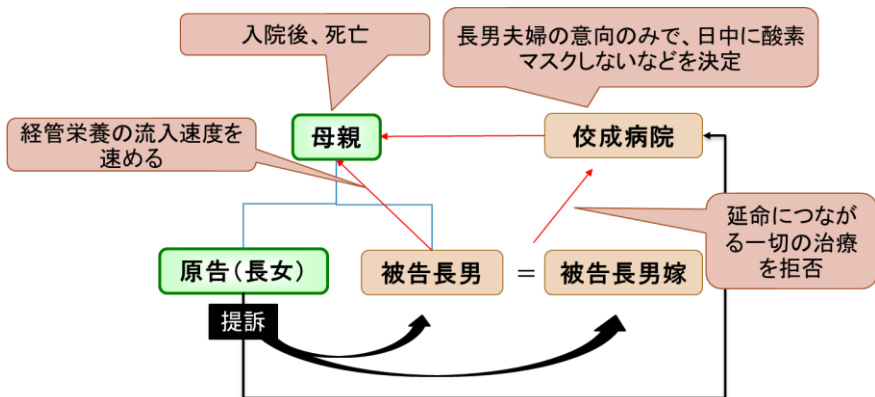 入院後、死亡
長男夫婦の意向のみで、日中に酸素
マスクしないなどを決定
経管栄養の流入速度を
速める
母親
佼成病院
延命につなが
る一切の治療
を拒否
原告(長女)
被告長男
=
被告長男嫁
提訴